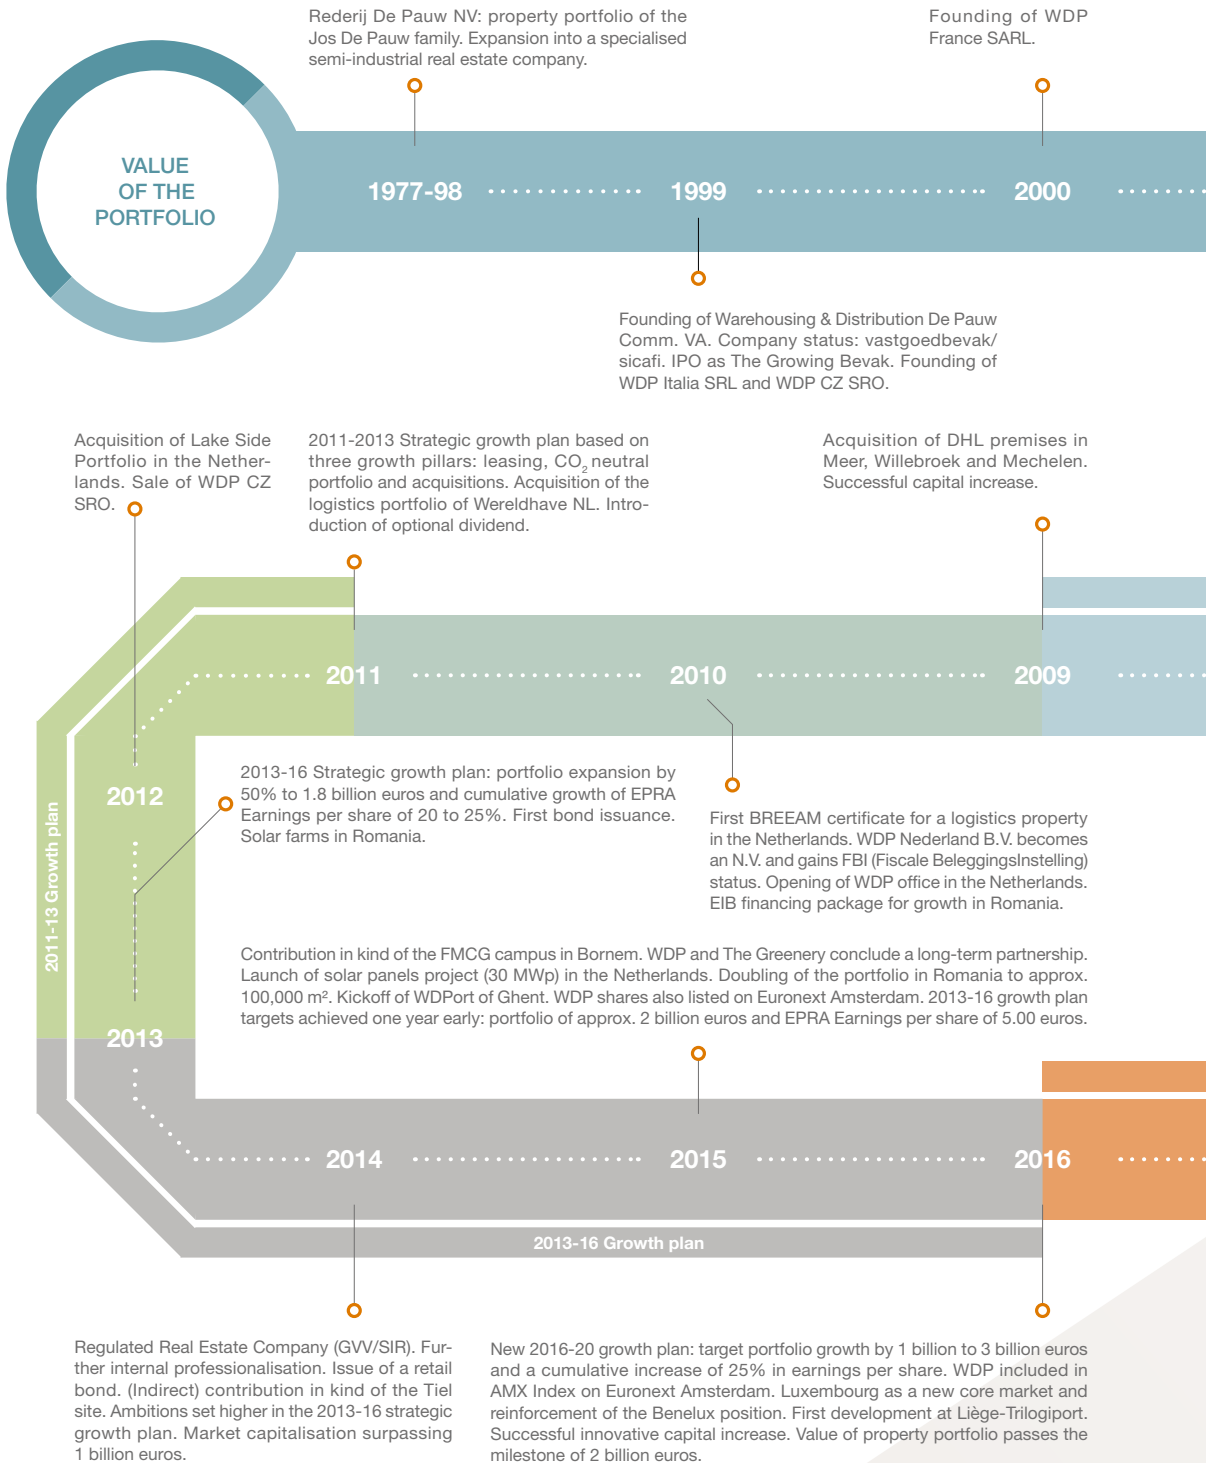 Rederij De Pauw NV: property portfolio of the
Jos De Pauw family. Expansion into a specialised
semi-industrial real estate company.
Founding of WDP
France SARL.
VALUE
OF THE
PORTFOLIO
1977-98
1999
2000
Founding of Warehousing & Distribution De Pauw
Comm. VA. Company status: vastgoedbevak/
sicafi. IPO as The Growing Bevak. Founding of
WDP Italia SRL and WDP CZ SRO.
Acquisition of Lake Side
Portfolio in the Nether-
lands. Sale of WDP CZ
SRO.
2011-2013 Strategic growth plan based on
three growth pillars: leasing, CO₂ neutral
portfolio and acquisitions. Acquisition of the
logistics portfolio of Wereldhave NL. Intro-
duction of optional dividend.
Acquisition of DHL premises in
Meer, Willebroek and Mechelen.
Successful capital increase.
2011
2010
2009
2012
2013-16 Strategic growth plan: portfolio expansion by
50% to 1.8 billion euros and cumulative growth of EPRA
Earnings per share of 20 to 25%. First bond issuance.
Solar farms in Romania.
First BREEAM certificate for a logistics property
in the Netherlands. WDP Nederland B.V. becomes
an N.V. and gains FBI (Fiscale BeleggingsInstelling)
status. Opening of WDP office in the Netherlands.
EIB financing package for growth in Romania.
2011-13 Growth plan
Contribution in kind of the FMCG campus in Bornem. WDP and The Greenery conclude a long-term partnership.
Launch of solar panels project (30 MWp) in the Netherlands. Doubling of the portfolio in Romania to approx.
100,000 m². Kickoff of WDPort of Ghent. WDP shares also listed on Euronext Amsterdam. 2013-16 growth plan
targets achieved one year early: portfolio of approx. 2 billion euros and EPRA Earnings per share of 5.00 euros.
2013
2014
2015
2016
2013-16 Growth plan
Regulated Real Estate Company (GVV/SIR). Fur-
ther internal professionalisation. Issue of a retail
bond. (Indirect) contribution in kind of the Tiel
site. Ambitions set higher in the 2013-16 strategic
growth plan. Market capitalisation surpassing
1 billion euros.
New 2016-20 growth plan: target portfolio growth by 1 billion to 3 billion euros
and a cumulative increase of 25% in earnings per share. WDP included in
AMX Index on Euronext Amsterdam. Luxembourg as a new core market and
reinforcement of the Benelux position. First development at Liège-Trilogiport.
Successful innovative capital increase. Value of property portfolio passes the
milestone of 2 billion euros.